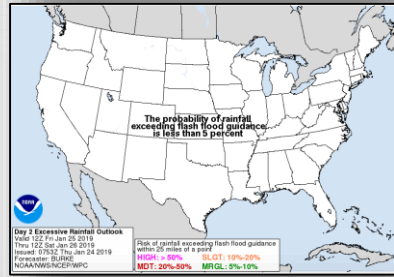 The probability of rainfall
exceeding flash flood guidance
is less than 5 percent
NOAA
Day 2 Excessive Rainfall Outlook
Valid 12Z Fri Jan 25 2019
Thru 12Z Sat Jan 26 2019
Issued: 0753Z Thu Jan 24 2019
Forecaster: BURKE
NOAA/NWS/NCEP/WPC
Risk of rainfall exceeding flash flood guidance
within 25 miles of a point
HIGH: > 50% SLGT: 10%-20%
MDT: 20%-50% MRGL: 5%-10%